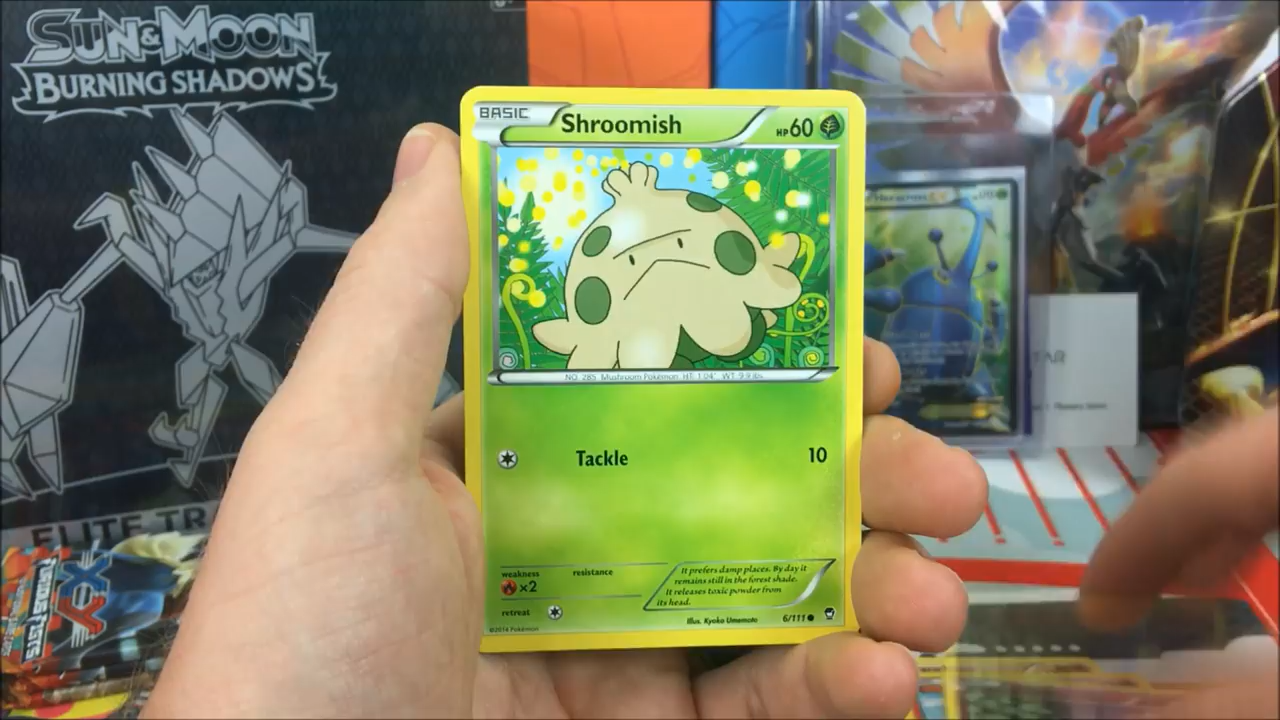 SUN & MOON
BURNING SHADOWS
ELITE TR
XY
BASIC
Shroomish
HP60
NO. 285 Mushroom Pokémon HT: 1'04" WT: 9.9 lbs.
Tackle 10
weakness
×2
resistance
retreat
It prefers damp places. By day it
remains still in the forest shade.
It releases toxic powder from
its head.
Illus. Kyoko Umemoto
6/111
©2014 Pokémon